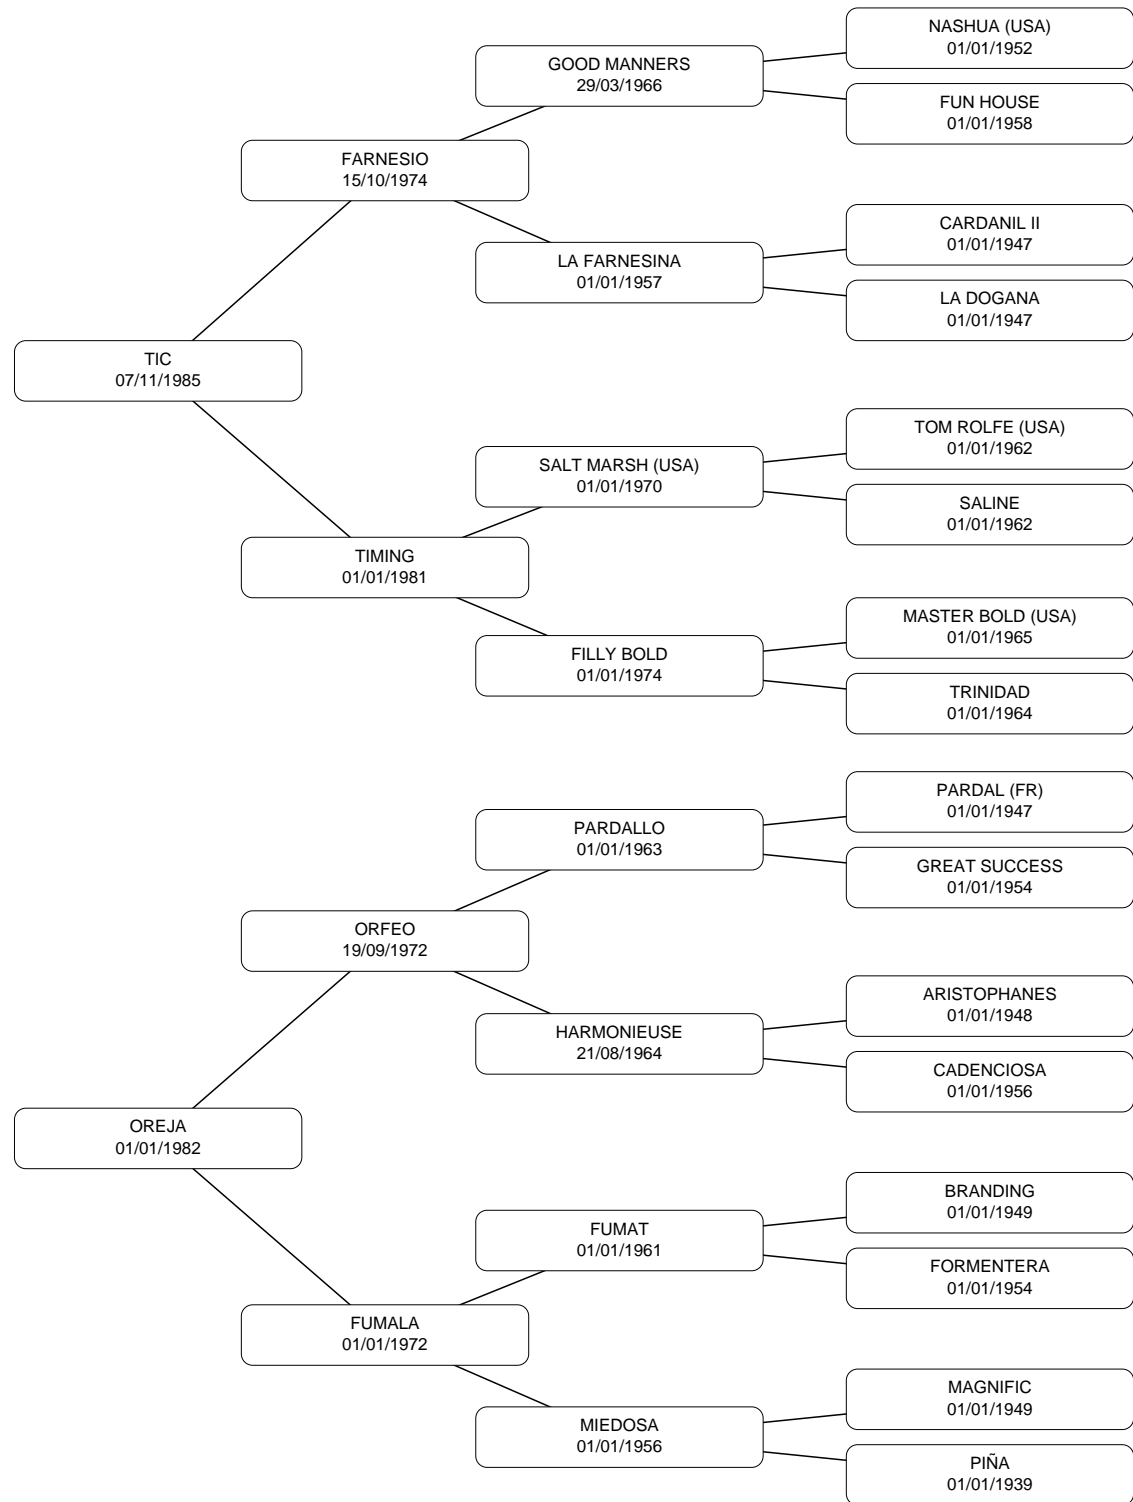 NASHUA (USA)
01/01/1952
GOOD MANNERS
29/03/1966
FUN HOUSE
01/01/1958
FARNESIO
15/10/1974
CARDANIL II
01/01/1947
LA FARNESINA
01/01/1957
LA DOGANA
01/01/1947
TIC
07/11/1985
TOM ROLFE (USA)
01/01/1962
SALT MARSH (USA)
01/01/1970
SALINE
01/01/1962
TIMING
01/01/1981
MASTER BOLD (USA)
01/01/1965
FILLY BOLD
01/01/1974
TRINIDAD
01/01/1964
PARDAL (FR)
01/01/1947
PARDALLO
01/01/1963
GREAT SUCCESS
01/01/1954
ORFEO
19/09/1972
ARISTOPHANES
01/01/1948
HARMONIEUSE
21/08/1964
CADENCIOSA
01/01/1956
OREJA
01/01/1982
BRANDING
01/01/1949
FUMAT
01/01/1961
FORMENTERA
01/01/1954
FUMALA
01/01/1972
MAGNIFIC
01/01/1949
MIEDOSA
01/01/1956
PIÑA
01/01/1939